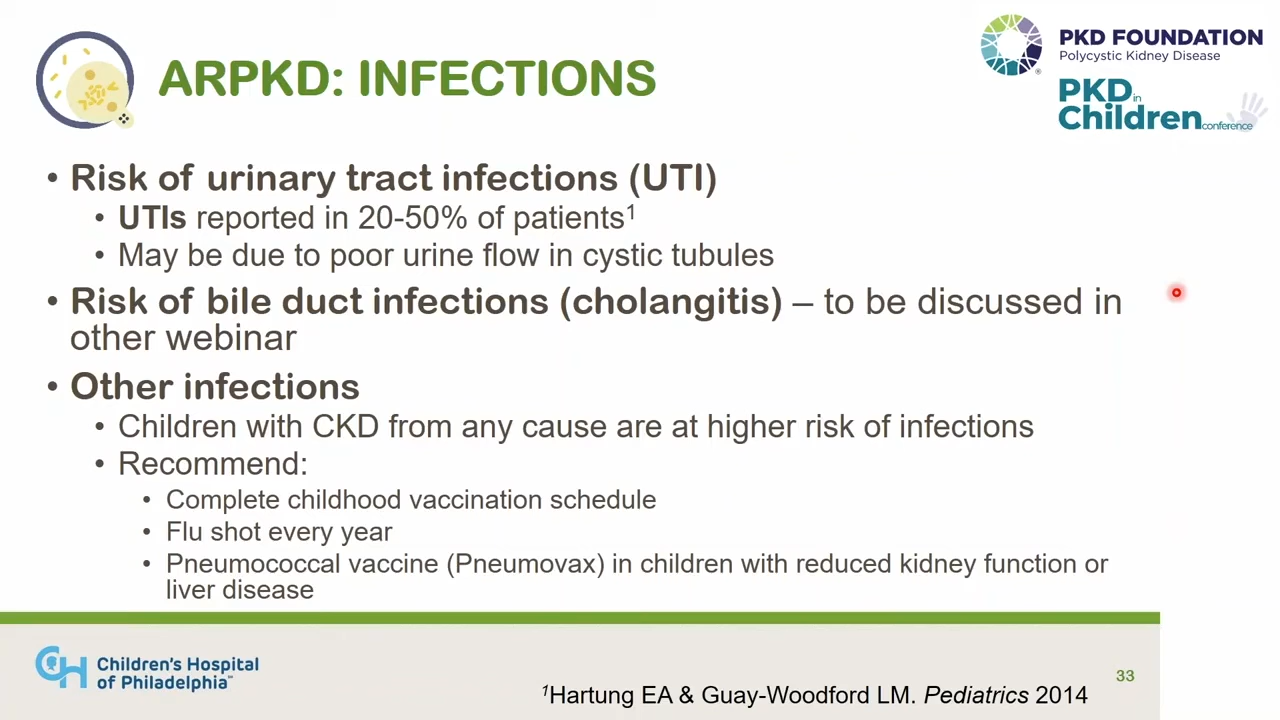 PKD FOUNDATION
Polycystic Kidney Disease
PKD in
Children conference
ARPKD: INFECTIONS
• Risk of urinary tract infections (UTI)
• UTIs reported in 20-50% of patients¹
• May be due to poor urine flow in cystic tubules
• Risk of bile duct infections (cholangitis) – to be discussed in
other webinar
• Other infections
• Children with CKD from any cause are at higher risk of infections
• Recommend:
• Complete childhood vaccination schedule
• Flu shot every year
• Pneumococcal vaccine (Pneumovax) in children with reduced kidney function or
liver disease
CH Children's Hospital
of Philadelphia℠
33
¹Hartung EA & Guay-Woodford LM. Pediatrics 2014